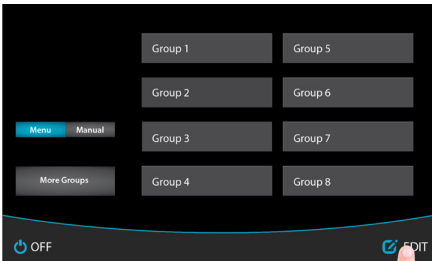 Group 1
Group 5
Group 2
Group 6
Menu
Manual
Group 3
Group 7
More Groups
Group 4
Group 8
OFF
EDIT